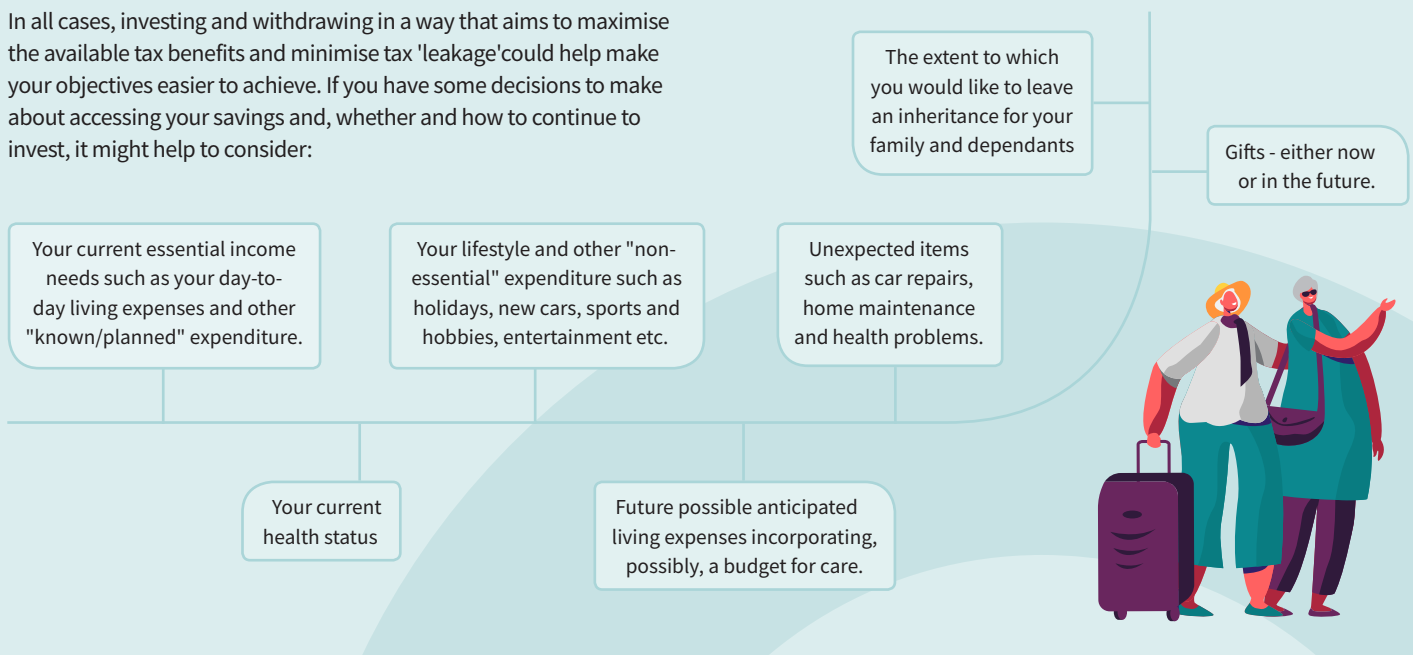 In all cases, investing and withdrawing in a way that aims to maximise
the available tax benefits and minimise tax 'leakage'could help make
your objectives easier to achieve. If you have some decisions to make
about accessing your savings and, whether and how to continue to
invest, it might help to consider:
Your current essential income
needs such as your day-to-
day living expenses and other
"known/planned" expenditure.
Your current
health status
Your lifestyle and other "non-
essential" expenditure such as
holidays, new cars, sports and
hobbies, entertainment etc.
Future possible anticipated
living expenses incorporating,
possibly, a budget for care.
Unexpected items
such as car repairs,
home maintenance
and health problems.
The extent to which
you would like to leave
an inheritance for your
family and dependants
Gifts - either now
or in the future.